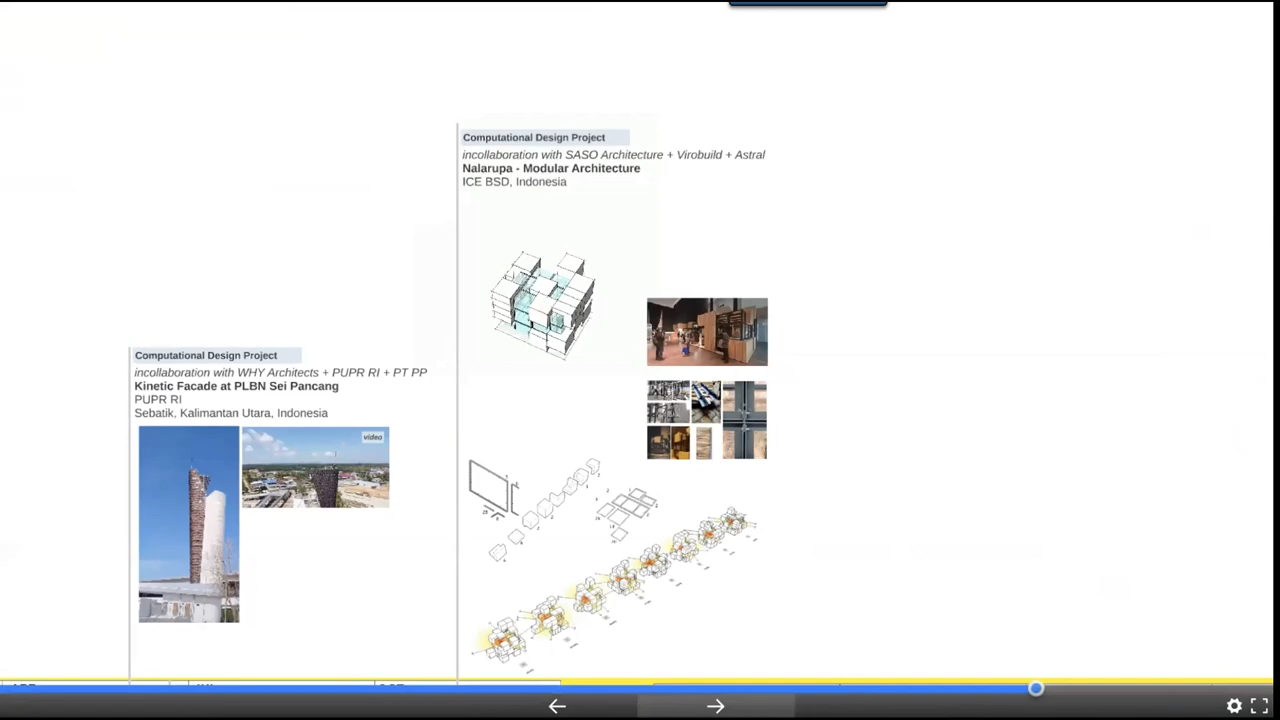 Computational Design Project
incollaboration with SASO Architecture + Virobuild + Astral
Nalarupa - Modular Architecture
ICE BSD, Indonesia
Computational Design Project
incollaboration with WHY Architects + PUPR RI + PT PP
Kinetic Facade at PLBN Sei Pancang
PUPR RI
Sebatik, Kalimantan Utara, Indonesia
video